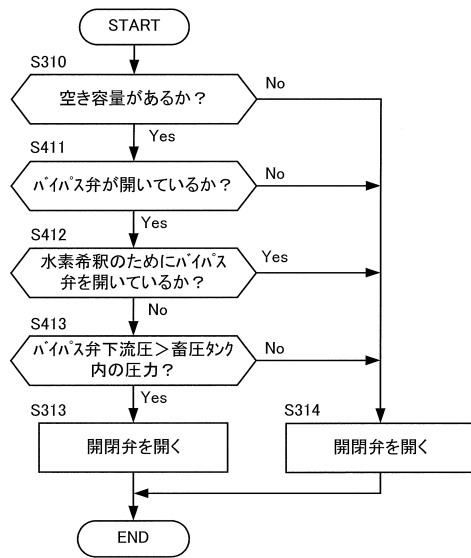 START
S310
空き容量があるか？
No
Yes
S411
バイパス弁が開いているか？
No
Yes
S412
水素希釈のためにバイパス
弁を開いているか？
Yes
No
S413
バイパス弁下流圧＞畜圧タンク
内の圧力？
No
Yes
S313
開閉弁を開く
S314
開閉弁を開く
END